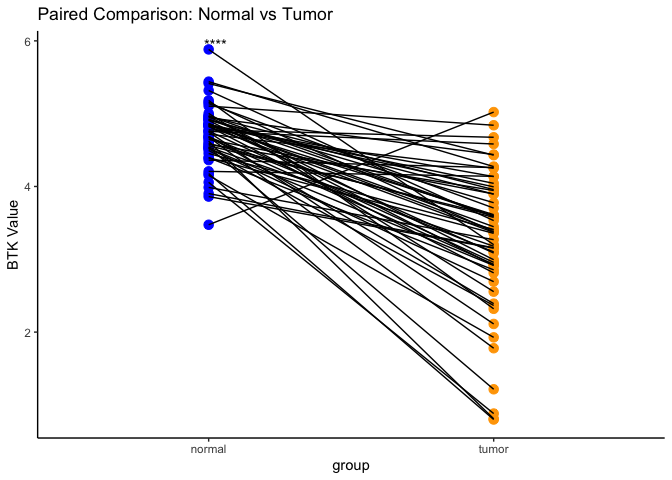 Paired Comparison: Normal vs Tumor
6
****
4
2
BTK Value
normal
tumor
group